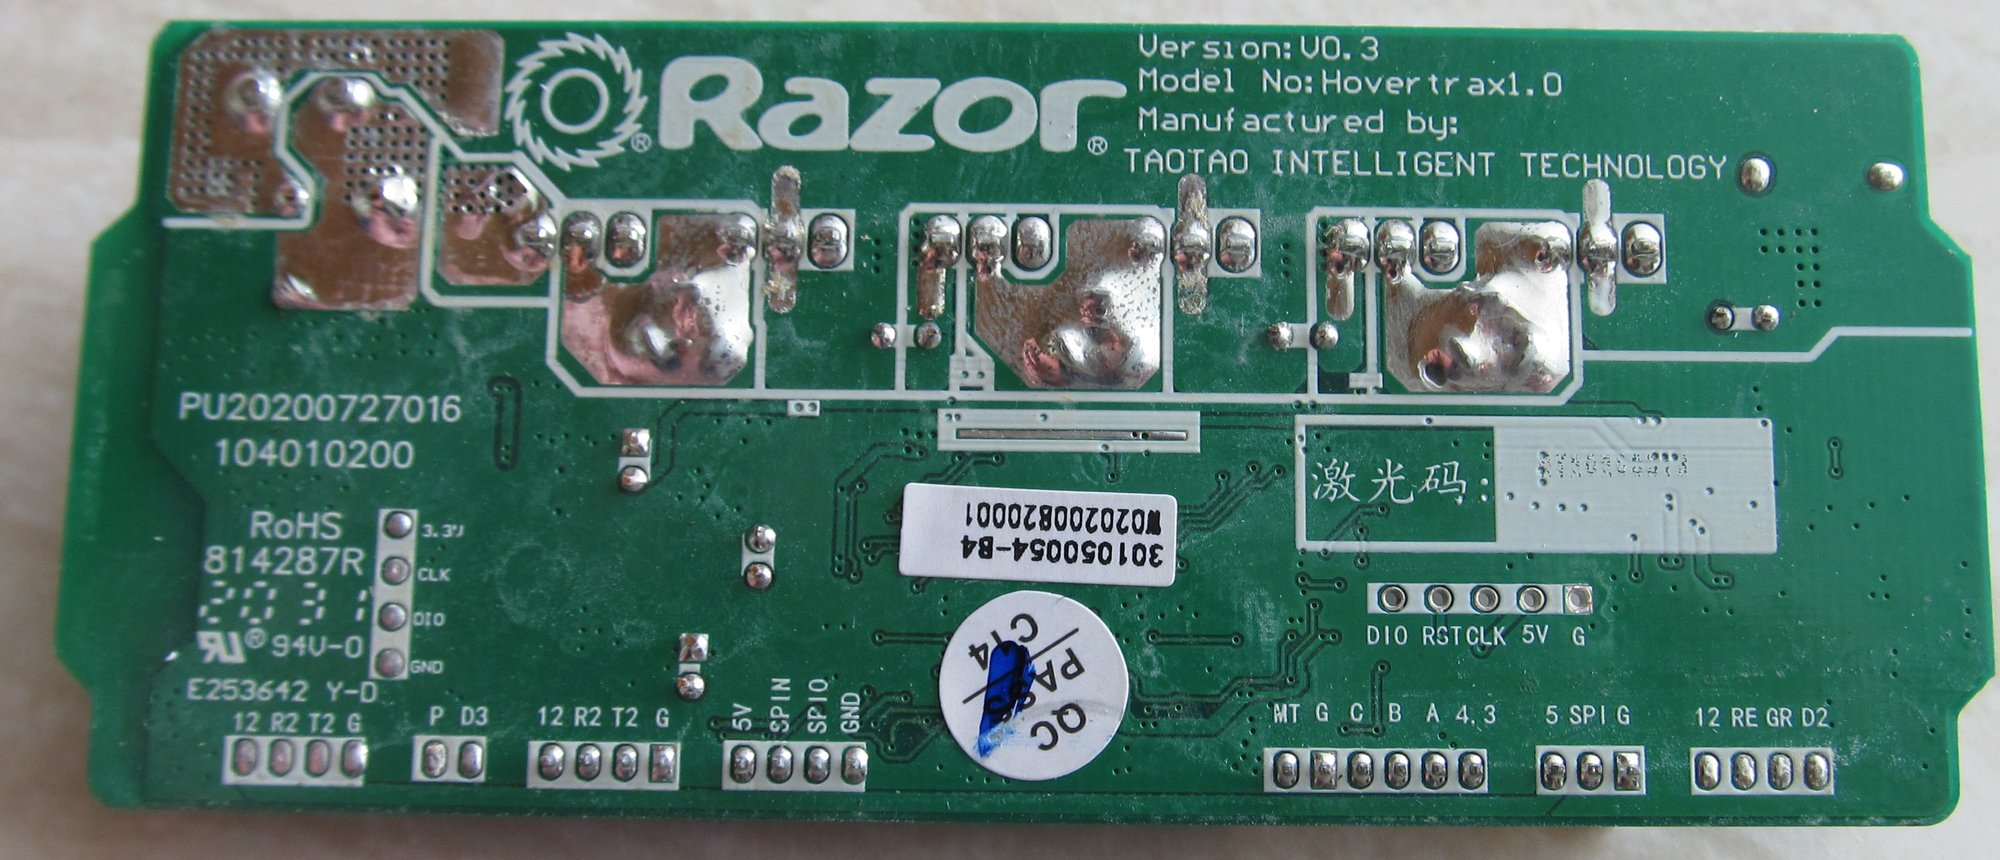 Razor®
®
Version:V0.3
Model No:Hovertrax1.0
Manufactured by:
TAOTAO INTELLIGENT TECHNOLOGY
PU20200727016
104010200
RoHS
814287R
20 31
® 94V-0
E253642 Y-D
3.3V
CLK
DIO
GND
激光码:
301050054-B4
W020200820001
QC
PASS
C14
DIO RST CLK 5V G
12 R2 T2 G
P D3
12 R2 T2 G
5V
SPIN
SPIO
GND
MT G C B A 4.3
5 SPI G
12 RE GR D2